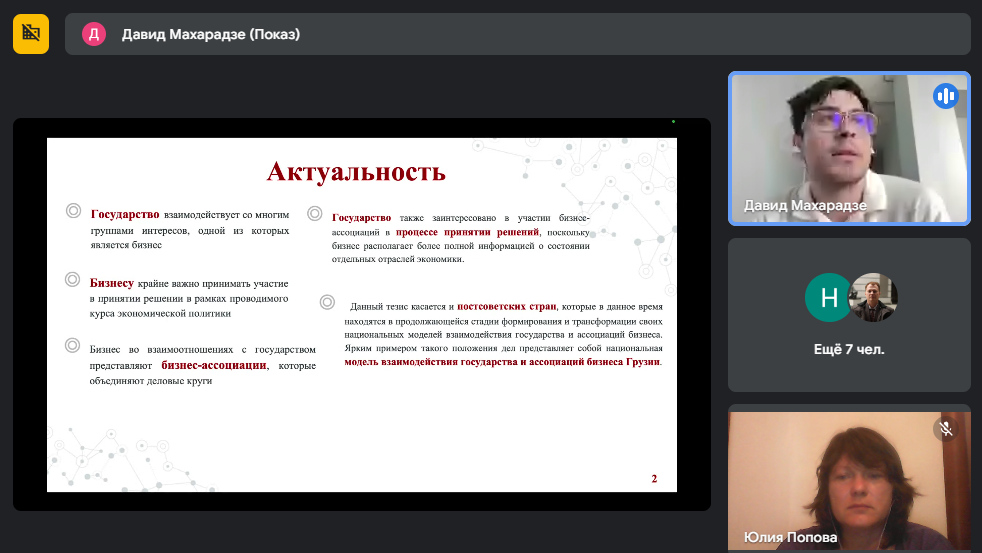 Д Давид Махарадзе (Показ)
Актуальность
Государство взаимодействует со многим
группами интересов, одной из которых
является бизнес
Бизнесу крайне важно принимать участие
в принятии решении в рамках проводимого
курса экономической политики
Бизнес во взаимоотношениях с государством
представляют бизнес-ассоциации, которые
объединяют деловые круги
Государство также заинтересовано в участии бизнес-
ассоциаций в процессе принятии решений, поскольку
бизнес располагает более полной информацией о состоянии
отдельных отраслей экономики.
Данный тезис касается и постсоветских стран, которые в данное время
находятся в продолжающейся стадии формирования и трансформации своих
национальных моделей взаимодействия государства и ассоциаций бизнеса.
Ярким примером такого положения дел представляет собой национальная
модель взаимодействия государства и ассоциаций бизнеса Грузии.
2
Давид Махарадзе
Н
Ещё 7 чел.
Юлия Попова